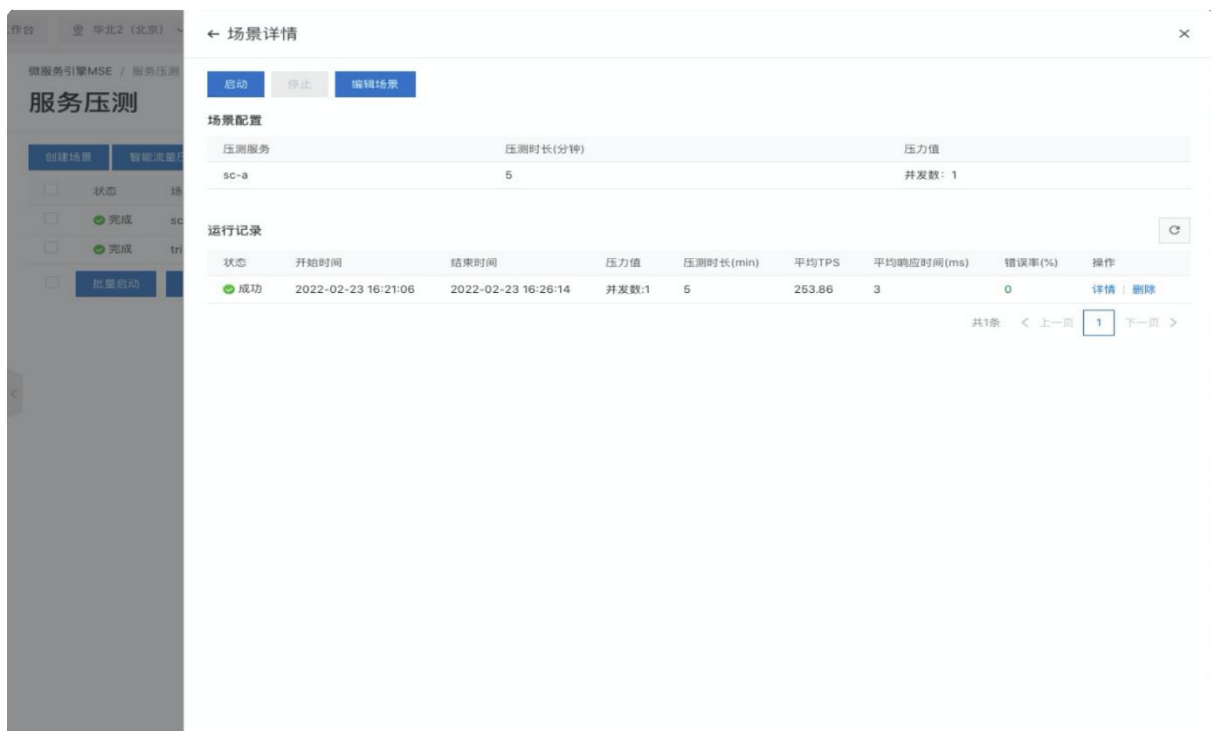 作台 华北2（北京）
← 场景详情 ×
微服务引擎MSE / 服务压测
服务压测
启动 停止 编辑场景
场景配置
创建场景 智能流量压
压测服务 压测时长(分钟) 压力值
sc-a 5 并发数：1
状态 场
完成 sc
完成 tri
批量启动
运行记录
状态 开始时间 结束时间 压力值 压测时长(min) 平均TPS 平均响应时间(ms) 错误率(%) 操作
成功 2022-02-23 16:21:06 2022-02-23 16:26:14 并发数:1 5 253.86 3 0 详情 | 删除
共1条 < 上一页 1 下一页 >